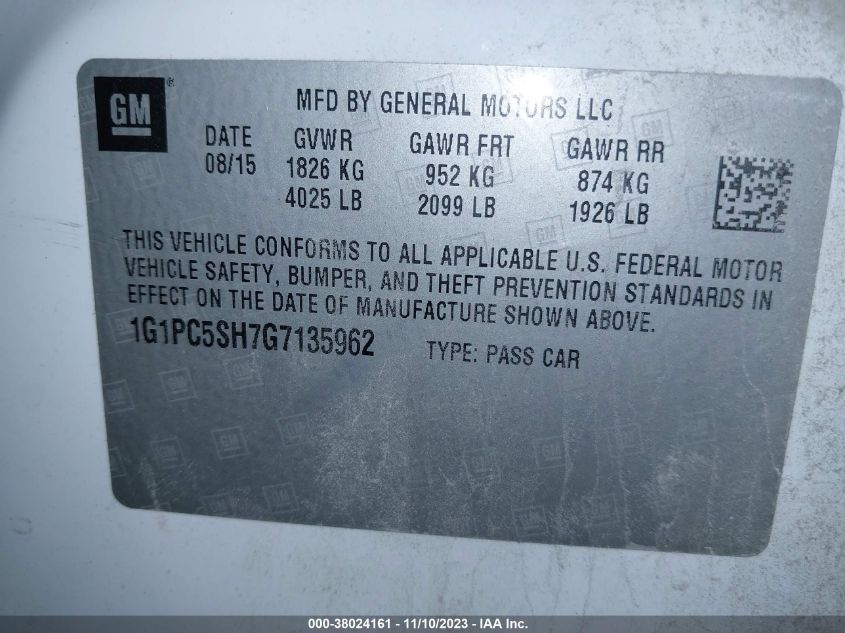 GM®
MFD BY GENERAL MOTORS LLC
DATE GVWR GAWR FRT GAWR RR
08/15 1826 KG 952 KG 874 KG
4025 LB 2099 LB 1926 LB
THIS VEHICLE CONFORMS TO ALL APPLICABLE U.S. FEDERAL MOTOR
VEHICLE SAFETY, BUMPER, AND THEFT PREVENTION STANDARDS IN
EFFECT ON THE DATE OF MANUFACTURE SHOWN ABOVE.
1G1PC5SH7G7135962 TYPE: PASS CAR
000-38024161 - 11/10/2023 - IAA Inc.